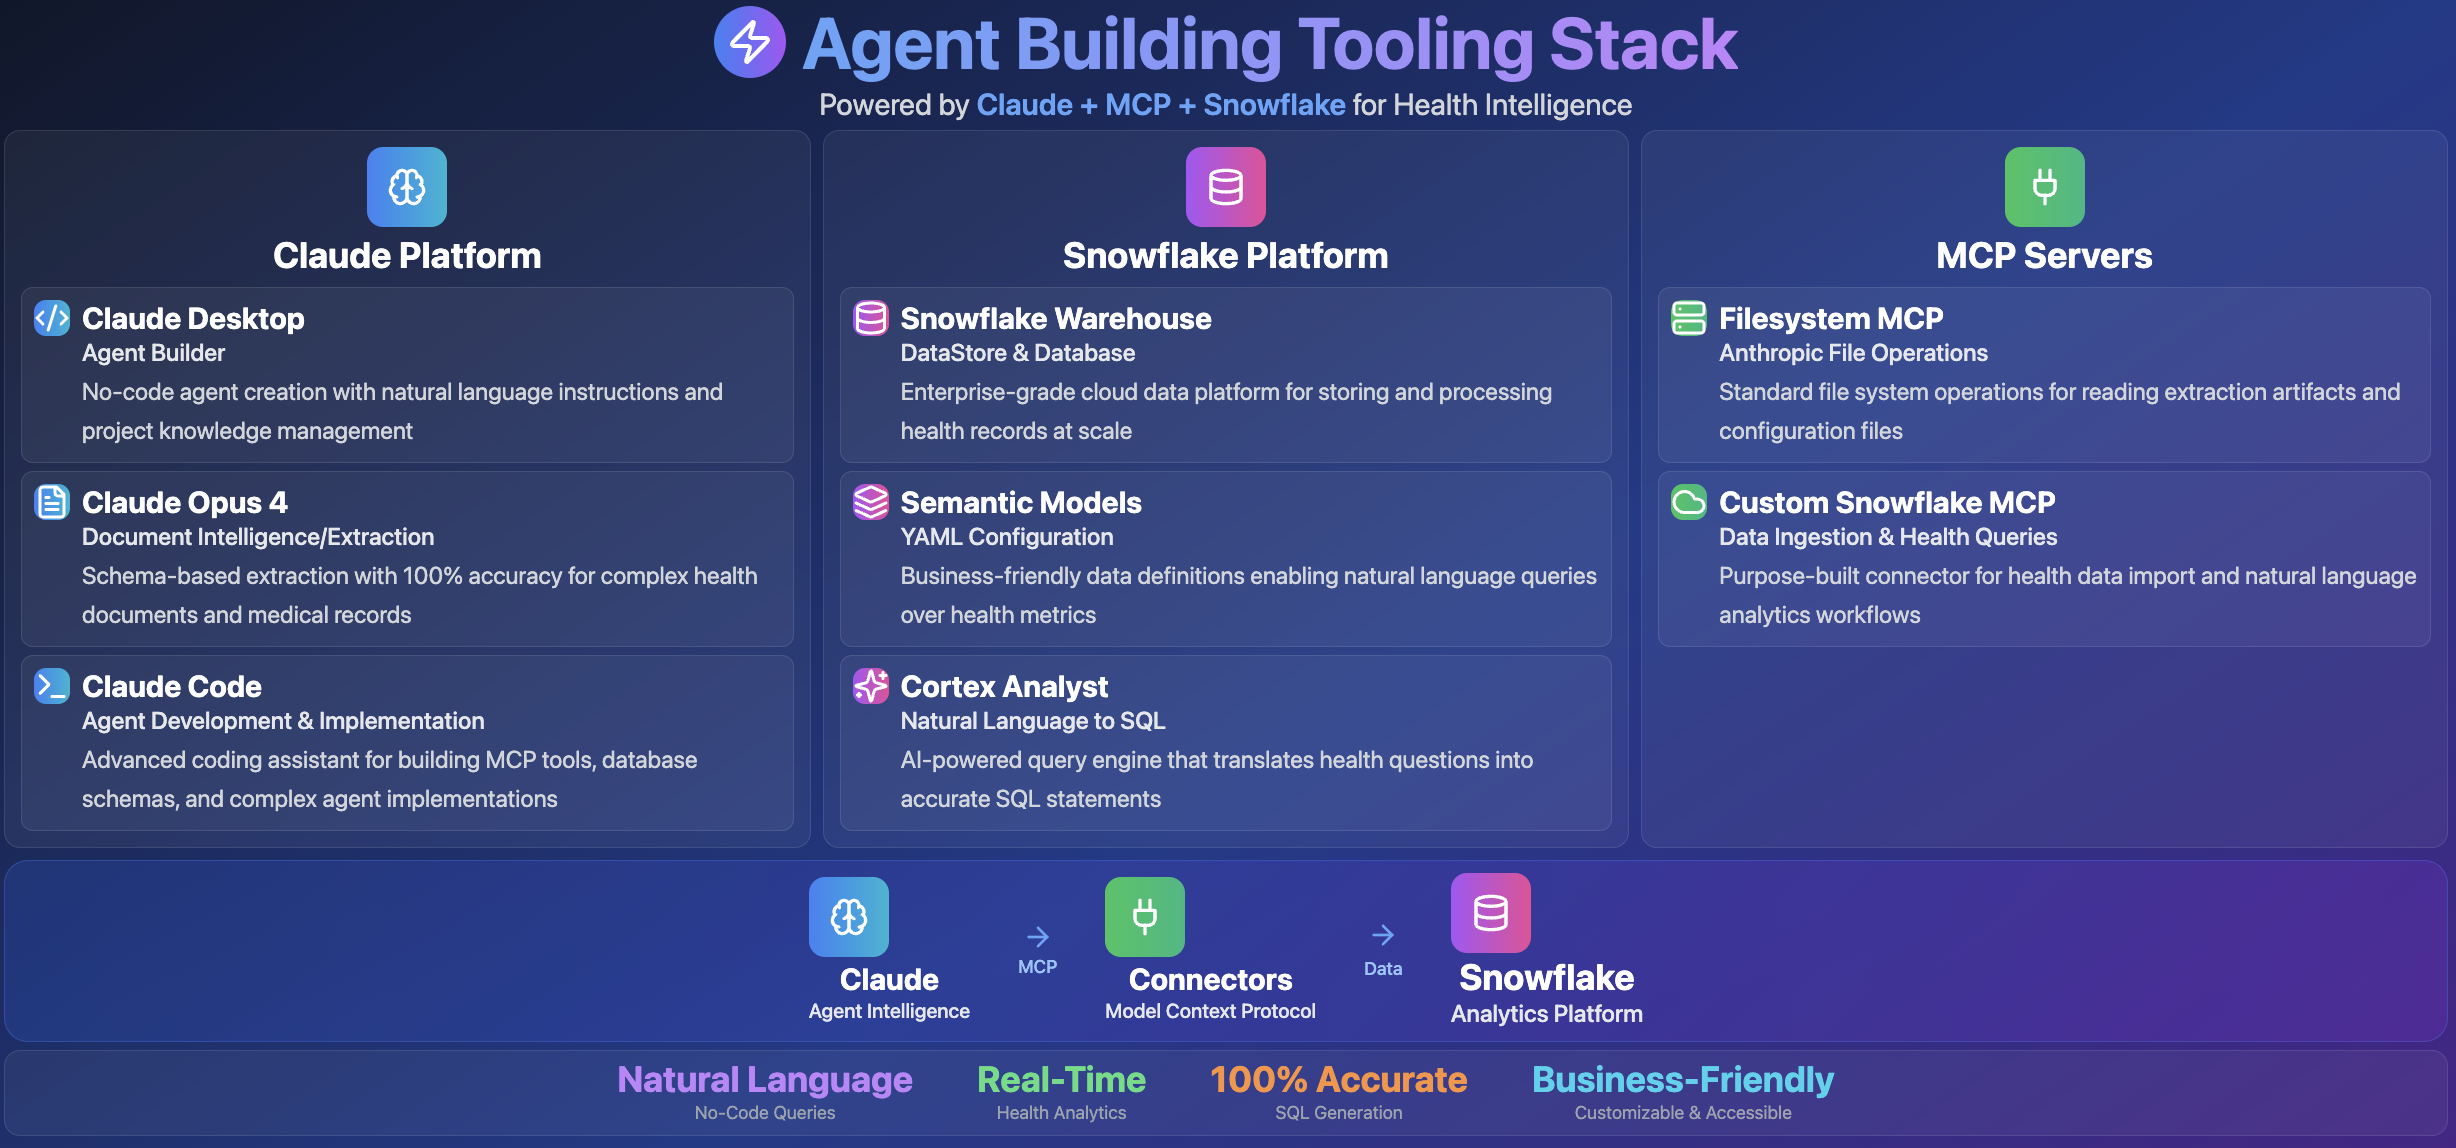 Agent Building Tooling Stack
Powered by Claude + MCP + Snowflake for Health Intelligence
Claude Platform
Claude Desktop
Agent Builder
No-code agent creation with natural language instructions and
project knowledge management
Claude Opus 4
Document Intelligence/Extraction
Schema-based extraction with 100% accuracy for complex health
documents and medical records
Claude Code
Agent Development & Implementation
Advanced coding assistant for building MCP tools, database
schemas, and complex agent implementations
Snowflake Platform
Snowflake Warehouse
DataStore & Database
Enterprise-grade cloud data platform for storing and processing
health records at scale
Semantic Models
YAML Configuration
Business-friendly data definitions enabling natural language queries
over health metrics
Cortex Analyst
Natural Language to SQL
AI-powered query engine that translates health questions into
accurate SQL statements
MCP Servers
Filesystem MCP
Anthropic File Operations
Standard file system operations for reading extraction artifacts and
configuration files
Custom Snowflake MCP
Data Ingestion & Health Queries
Purpose-built connector for health data import and natural language
analytics workflows
Claude
Agent Intelligence
MCP
Connectors
Model Context Protocol
Data
Snowflake
Analytics Platform
Natural Language
No-Code Queries
Real-Time
Health Analytics
100% Accurate
SQL Generation
Business-Friendly
Customizable & Accessible